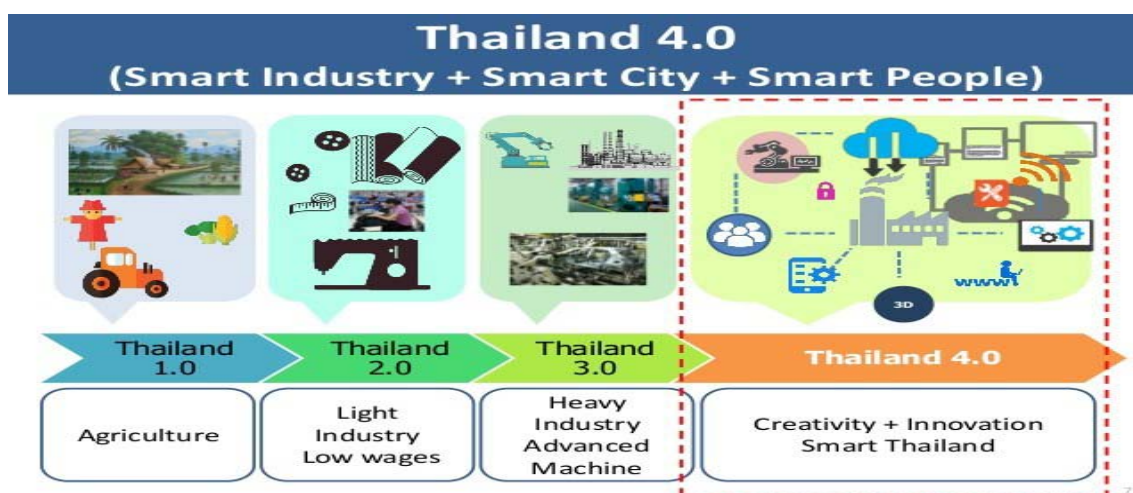 Thailand 4.0
(Smart Industry + Smart City + Smart People)
3D
www
Thailand
1.0
Thailand
2.0
Thailand
3.0
Thailand 4.0
Agriculture
Light
Industry
Low wages
Heavy
Industry
Advanced
Machine
Creativity + Innovation
Smart Thailand
7